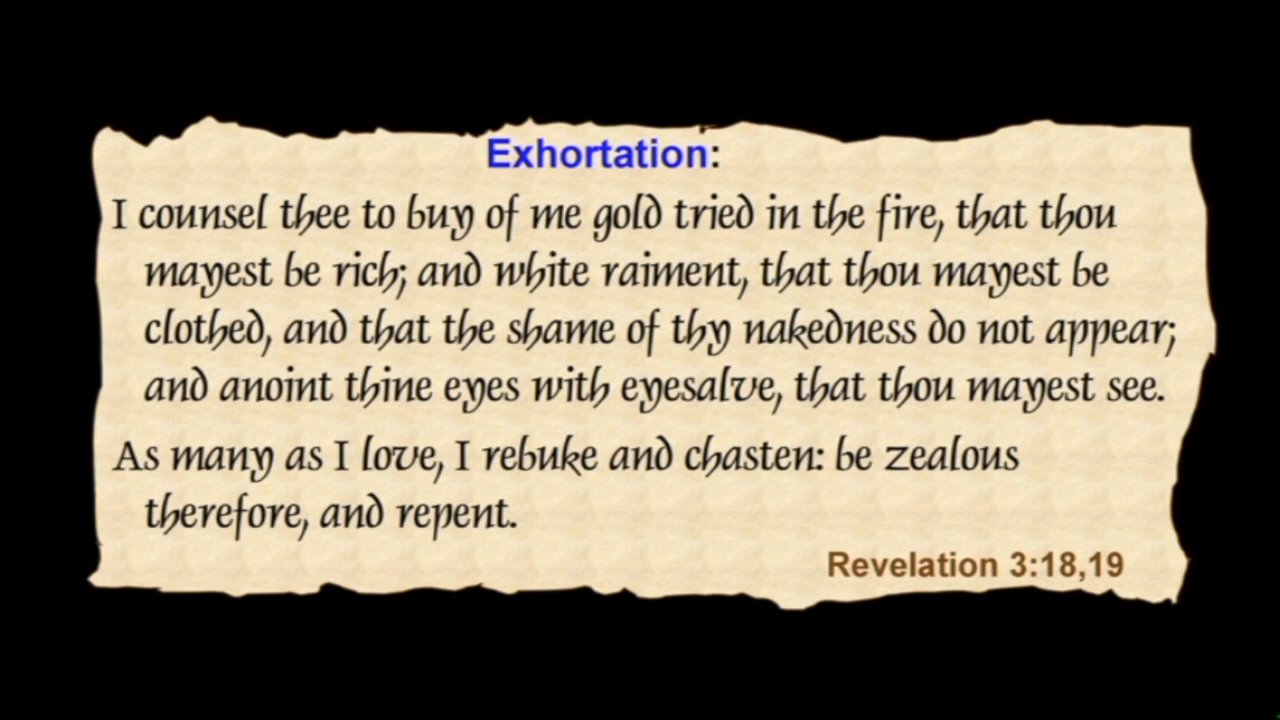 Exhortation:
I counsel thee to buy of me gold tried in the fire, that thou
mayest be rich; and white raiment, that thou mayest be
clothed, and that the shame of thy nakedness do not appear;
and anoint thine eyes with eyesalve, that thou mayest see.
As many as I love, I rebuke and chasten: be zealous
therefore, and repent.
Revelation 3:18,19